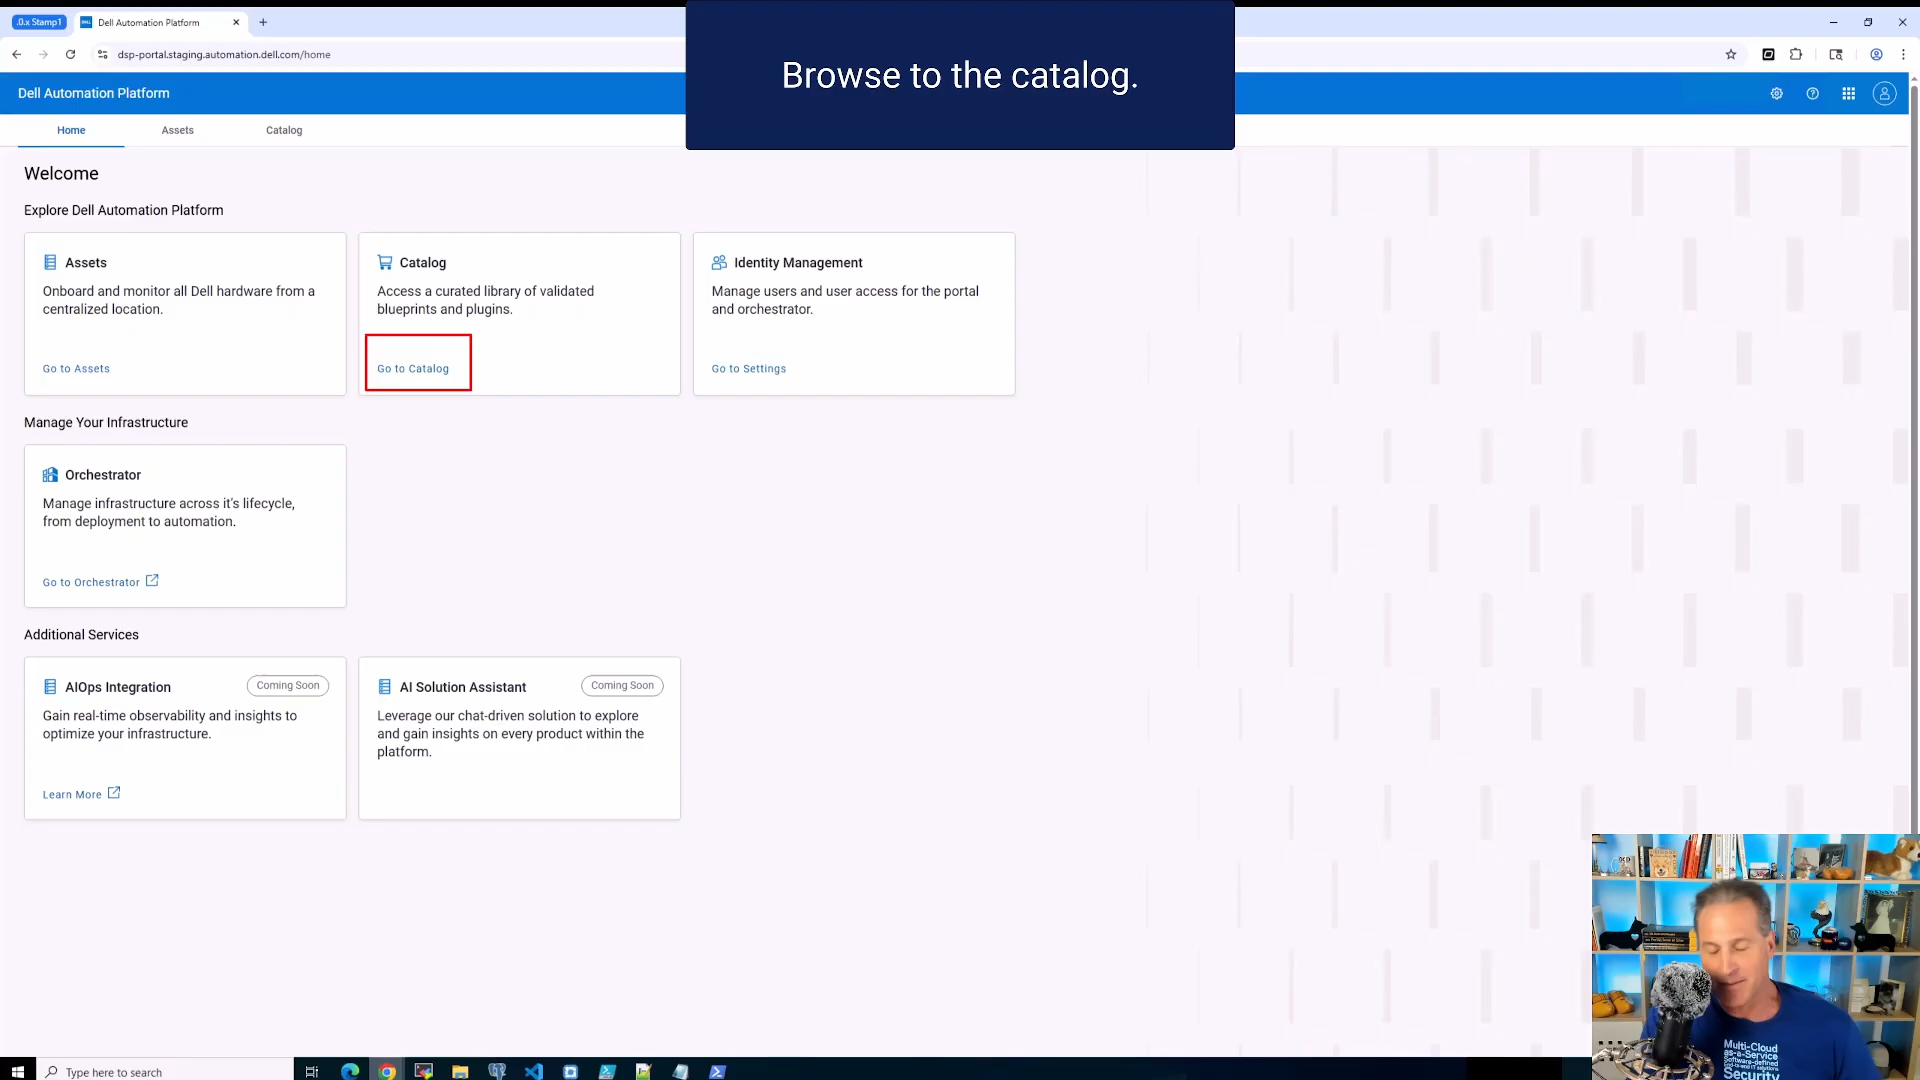 .0.x Stamp1
Dell Automation Platform
dsp-portal.staging.automation.dell.com/home
Browse to the catalog.
Dell Automation Platform
Home
Assets
Catalog
Welcome
Explore Dell Automation Platform
Assets
Onboard and monitor all Dell hardware from a
centralized location.
Go to Assets
Catalog
Access a curated library of validated
blueprints and plugins.
Go to Catalog
Identity Management
Manage users and user access for the portal
and orchestrator.
Go to Settings
Manage Your Infrastructure
Orchestrator
Manage infrastructure across it's lifecycle,
from deployment to automation.
Go to Orchestrator
Additional Services
AIOps Integration
Coming Soon
Gain real-time observability and insights to
optimize your infrastructure.
Learn More
AI Solution Assistant
Coming Soon
Leverage our chat-driven solution to explore
and gain insights on every product within the
platform.
Multi-Cloud
as-a-Service
Software-defined
End-to-end IT solutions
Security
Type here to search